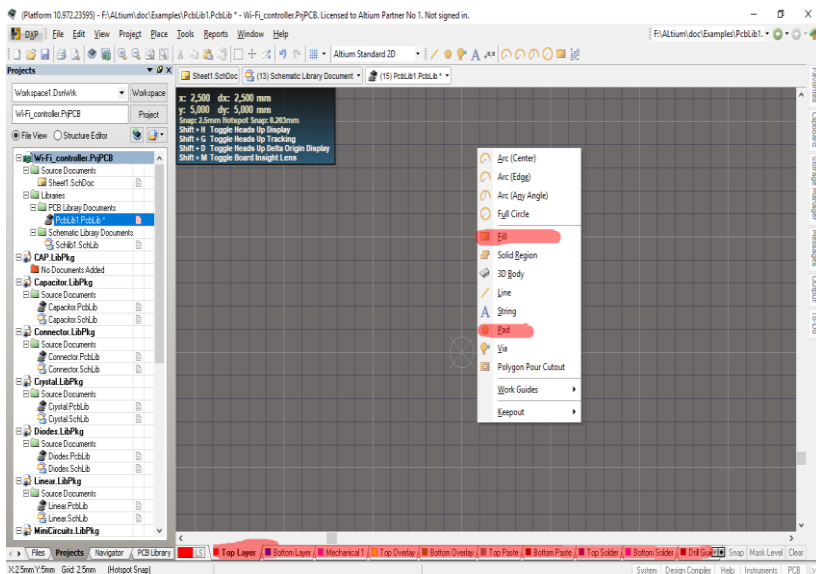 (Platform 10.972.23595) - F:\ALtium\doc\Examples\PcbLib1.PcbLib * - Wi-Fi_controller.PrjPCB. Licensed to Altium Partner No 1. Not signed in.
DXP File Edit View Project Place Tools Reports Window Help F:\ALtium\doc\Examples\PcbLib1.
Altium Standard 2D
Projects
Sheet1.SchDoc (13) Schematic Library Document (15) PcbLib1.PcbLib *
Workspace1.DsnWrk Workspace
Wi-Fi_controller.PrjPCB Project
File View Structure Editor
Wi-Fi_controller.PrjPCB
Source Documents
Sheet1.SchDoc
Libraries
PCB Library Documents
PcbLib1.PcbLib *
Schematic Library Documents
Schlib1.SchLib
CAP.LibPkg
No Documents Added
Capacitor.LibPkg
Source Documents
Capacitor.PcbLib
Capacitor.SchLib
Connector.LibPkg
Source Documents
Connector.PcbLib
Connector.SchLib
Crystal.LibPkg
Source Documents
Crystal.PcbLib
Crystal.SchLib
Diodes.LibPkg
Source Documents
Diodes.PcbLib
Diodes.SchLib
Linear.LibPkg
Source Documents
Linear.PcbLib
Linear.SchLib
MiniCircuits.LibPkg
x: 2,500 dx: 2,500 mm
y: 5,000 dy: 5,000 mm
Snap: 2.5mm Hotspot Snap: 0.203mm
Shift + H Toggle Heads Up Display
Shift + G Toggle Heads Up Tracking
Shift + D Toggle Heads Up Delta Origin Display
Shift + M Toggle Board Insight Lens
Arc (Center)
Arc (Edge)
Arc (Any Angle)
Full Circle
Fill
Solid Region
3D Body
Line
String
Pad
Via
Polygon Pour Cutout
Work Guides
Keepout
Favorites
Clipboard
Storage Manager
Messages
Output
To-Do
Files Projects Navigator PCB Library
LS Top Layer Bottom Layer Mechanical 1 Top Overlay Bottom Overlay Top Paste Bottom Paste Top Solder Bottom Solder Drill Gui Snap Mask Level Clear
X:2.5mm Y:5mm Grid: 2.5mm (Hotspot Snap) System Design Compiler Help Instruments PCB